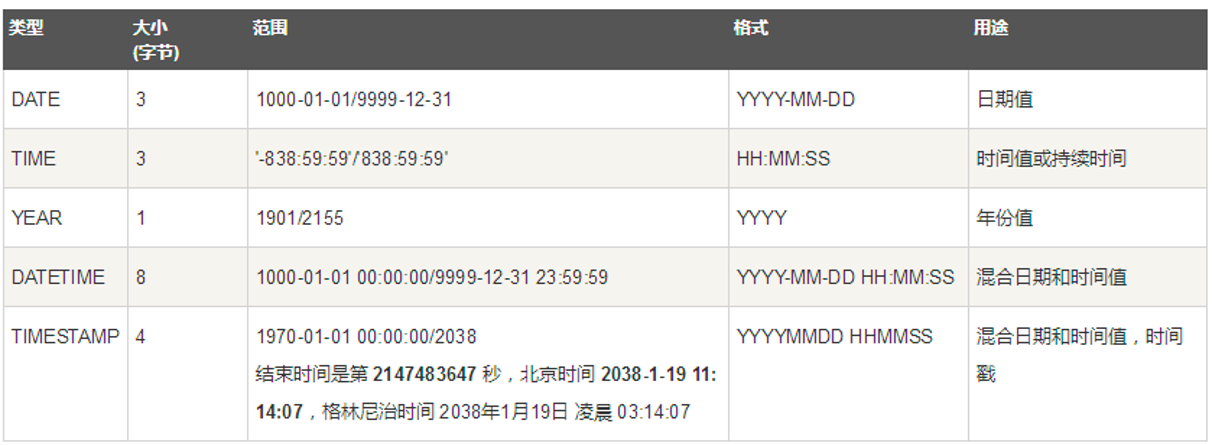 类型 大小 范围 格式 用途
(字节)
DATE 3 1000-01-01/9999-12-31 YYYY-MM-DD 日期值
TIME 3 '-838:59:59'/'838:59:59' HH:MM:SS 时间值或持续时间
YEAR 1 1901/2155 YYYY 年份值
DATETIME 8 1000-01-01 00:00:00/9999-12-31 23:59:59 YYYY-MM-DD HH:MM:SS 混合日期和时间值
TIMESTAMP 4 1970-01-01 00:00:00/2038 YYYYMMDD HHMMSS 混合日期和时间值，时间
结束时间是第 2147483647 秒，北京时间 2038-1-19 11: 戳
14:07，格林尼治时间 2038年1月19日 凌晨 03:14:07